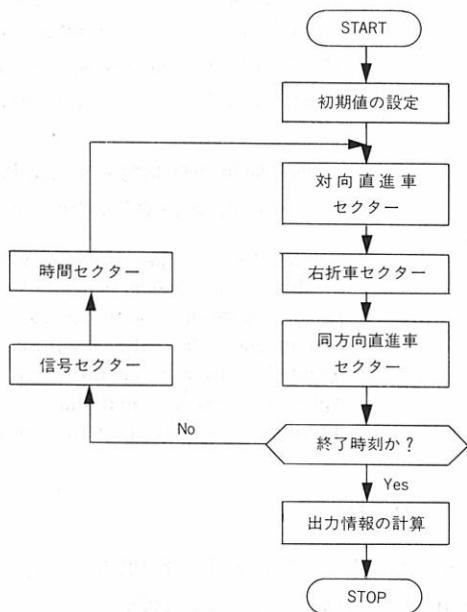 START
初期値の設定
対向直進車
セクター
時間セクター
右折車セクター
同方向直進車
セクター
信号セクター
No
終了時刻か？
Yes
出力情報の計算
STOP